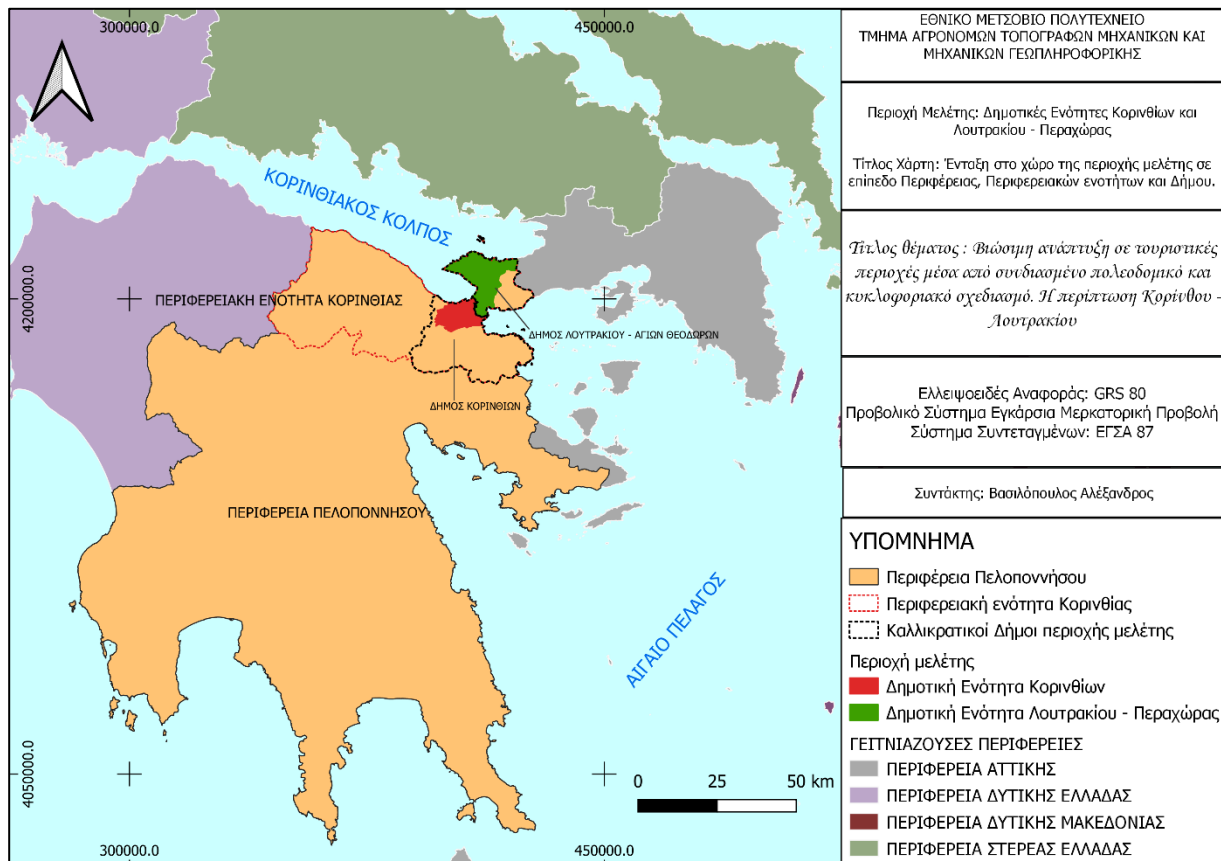 300000.0
450000.0
4200000.0
4200000.0
ΚΟΡΙΝΘΙΑΚΟΣ ΚΟΛΠΟΣ
ΠΕΡΙΦΕΡΕΙΑΚΗ ΕΝΟΤΗΤΑ ΚΟΡΙΝΘΙΑΣ
ΔΗΜΟΣ ΛΟΥΤΡΑΚΙΟΥ - ΑΓΙΩΝ ΘΕΟΔΩΡΩΝ
ΔΗΜΟΣ ΚΟΡΙΝΘΙΩΝ
ΠΕΡΙΦΕΡΕΙΑ ΠΕΛΟΠΟΝΝΗΣΟΥ
ΑΙΓΑΙΟ ΠΕΛΑΓΟΣ
4050000.0
4050000.0
0 25 50 km
300000.0
450000.0
ΕΘΝΙΚΟ ΜΕΤΣΟΒΙΟ ΠΟΛΥΤΕΧΝΕΙΟ
ΤΜΗΜΑ ΑΓΡΟΝΟΜΩΝ ΤΟΠΟΓΡΑΦΩΝ ΜΗΧΑΝΙΚΩΝ ΚΑΙ
ΜΗΧΑΝΙΚΩΝ ΓΕΩΠΛΗΡΟΦΟΡΙΚΗΣ
Περιοχή Μελέτης: Δημοτικές Ενότητες Κορινθίων και
Λουτρακίου - Περαχώρας
Τίτλος Χάρτη: Ένταξη στο χώρο της περιοχής μελέτης σε
επίπεδο Περιφέρειας, Περιφερειακών ενοτήτων και Δήμου.
Τίτλος θέματος : Βιώσιμη ανάπτυξη σε τουριστικές
περιοχές μέσα από συνδιασμένο πολεοδομικό και
κυκλοφοριακό σχεδιασμό. Η περίπτωση Κορίνθου -
Λουτρακίου
Ελλειψοειδές Αναφοράς: GRS 80
Προβολικό Σύστημα Εγκάρσια Μερκατορική Προβολή
Σύστημα Συντεταγμένων: ΕΓΣΑ 87
Συντάκτης: Βασιλόπουλος Αλέξανδρος
ΥΠΟΜΝΗΜΑ
Περιφέρεια Πελοποννήσου
Περιφερειακή ενότητα Κορινθίας
Καλλικρατικοί Δήμοι περιοχής μελέτης
Περιοχή μελέτης
Δημοτική Ενότητα Κορινθίων
Δημοτική Ενότητα Λουτρακίου - Περαχώρας
ΓΕΙΤΝΙΑΖΟΥΣΕΣ ΠΕΡΙΦΕΡΕΙΕΣ
ΠΕΡΙΦΕΡΕΙΑ ΑΤΤΙΚΗΣ
ΠΕΡΙΦΕΡΕΙΑ ΔΥΤΙΚΗΣ ΕΛΛΑΔΑΣ
ΠΕΡΙΦΕΡΕΙΑ ΔΥΤΙΚΗΣ ΜΑΚΕΔΟΝΙΑΣ
ΠΕΡΙΦΕΡΕΙΑ ΣΤΕΡΕΑΣ ΕΛΛΑΔΑΣ